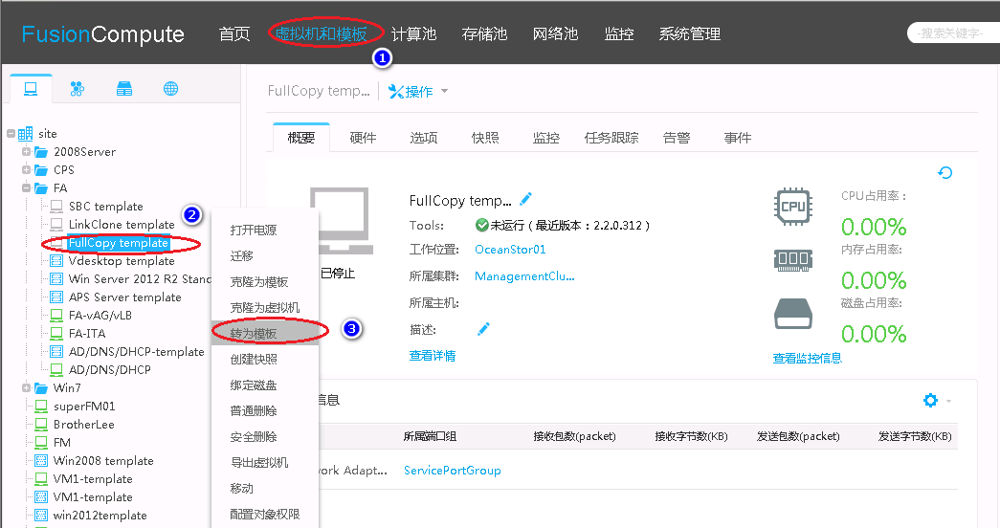 FusionCompute 首页 虚拟机和模板 计算池 存储池 网络池 监控 系统管理 -搜索关键字-
1
FullCopy temp... 操作
概要 硬件 选项 快照 监控 任务跟踪 告警 事件
site
2008Server
CPS
FA
SBC template
LinkClone template
FullCopy template
Vdesktop template
Win Server 2012 R2 Stand
APS Server template
FA-vAG/vLB
FA-ITA
AD/DNS/DHCP-template
AD/DNS/DHCP
Win7
superFM01
BrotherLee
FM
Win2008 template
VM1-template
VM1-template
win2012template
2
打开电源
迁移
克隆为模板
克隆为虚拟机
转为模板
3
创建快照
绑定磁盘
普通删除
安全删除
导出虚拟机
移动
配置对象权限
已停止
FullCopy temp...
Tools: 未运行（最近版本：2.2.0.312）
工作位置: OceanStor01
所属集群: ManagementClu...
所属主机:
描述:
查看详情
CPU
CPU占用率：
0.00%
内存占用率:
0.00%
磁盘占用率:
0.00%
查看监控信息
信息
所属端口组 接收包数(packet) 接收字节数(KB) 发送包数(packet) 发送字节数(KB)
work Adapt... ServicePortGroup